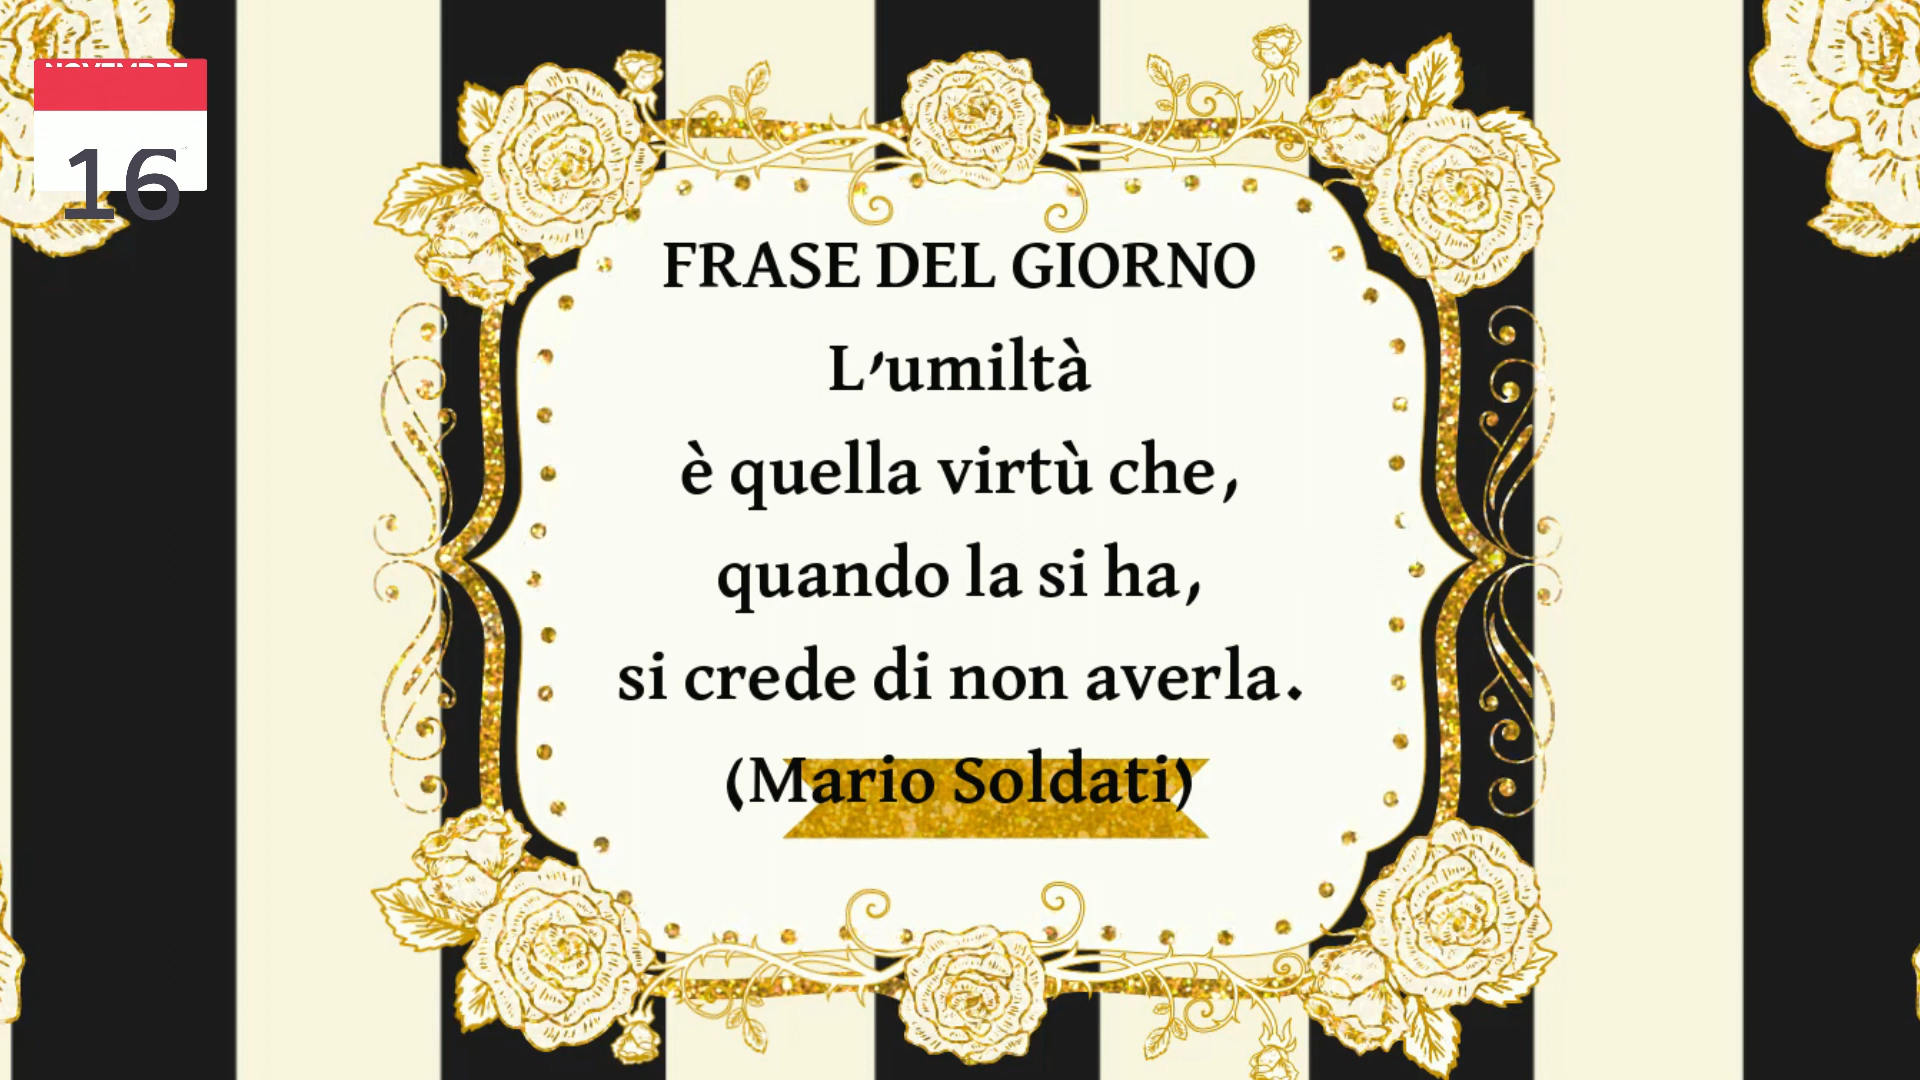 NOVEMBRE
16
FRASE DEL GIORNO
L'umiltà
è quella virtù che,
quando la si ha,
si crede di non averla.
(Mario Soldati)